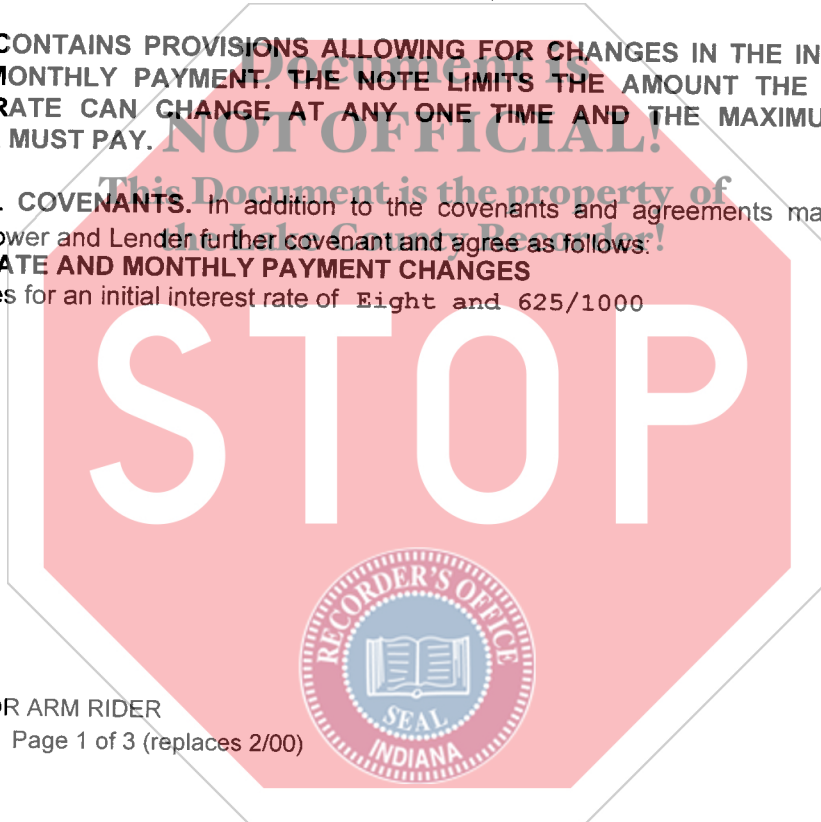 CONTAINS PROVISIONS ALLOWING FOR CHANGES IN THE IN
MONTHLY PAYMENT. THE NOTE LIMITS THE AMOUNT THE
RATE CAN CHANGE AT ANY ONE TIME AND THE MAXIMU
MUST PAY.
Document is
NOT OFFICIAL!
This Document is the property of
the Lake County Recorder!
COVENANTS. In addition to the covenants and agreements ma
ower and Lender further covenant and agree as follows:
ATE AND MONTHLY PAYMENT CHANGES
s for an initial interest rate of Eight and 625/1000
STOP
RECORDER'S OFFICE
SEAL
INDIANA
R ARM RIDER
Page 1 of 3 (replaces 2/00)